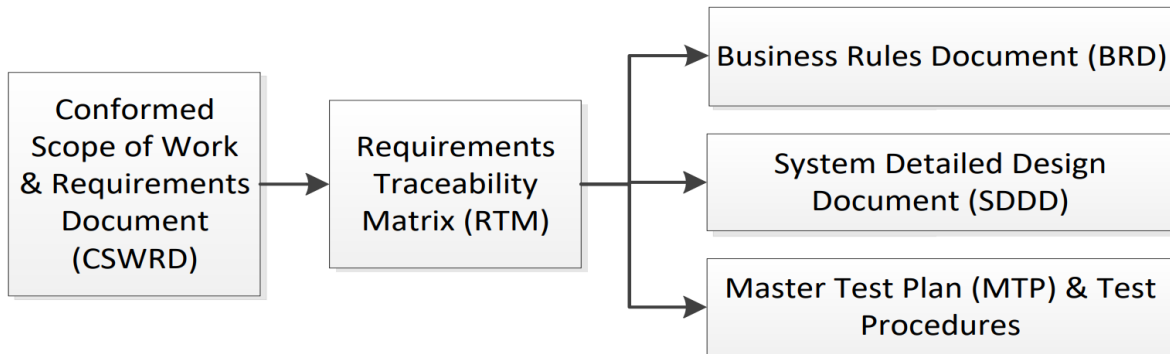 Conformed
Scope of Work
& Requirements
Document
(CSWRD)
Requirements
Traceability
Matrix (RTM)
Business Rules Document (BRD)
System Detailed Design
Document (SDDD)
Master Test Plan (MTP) & Test
Procedures